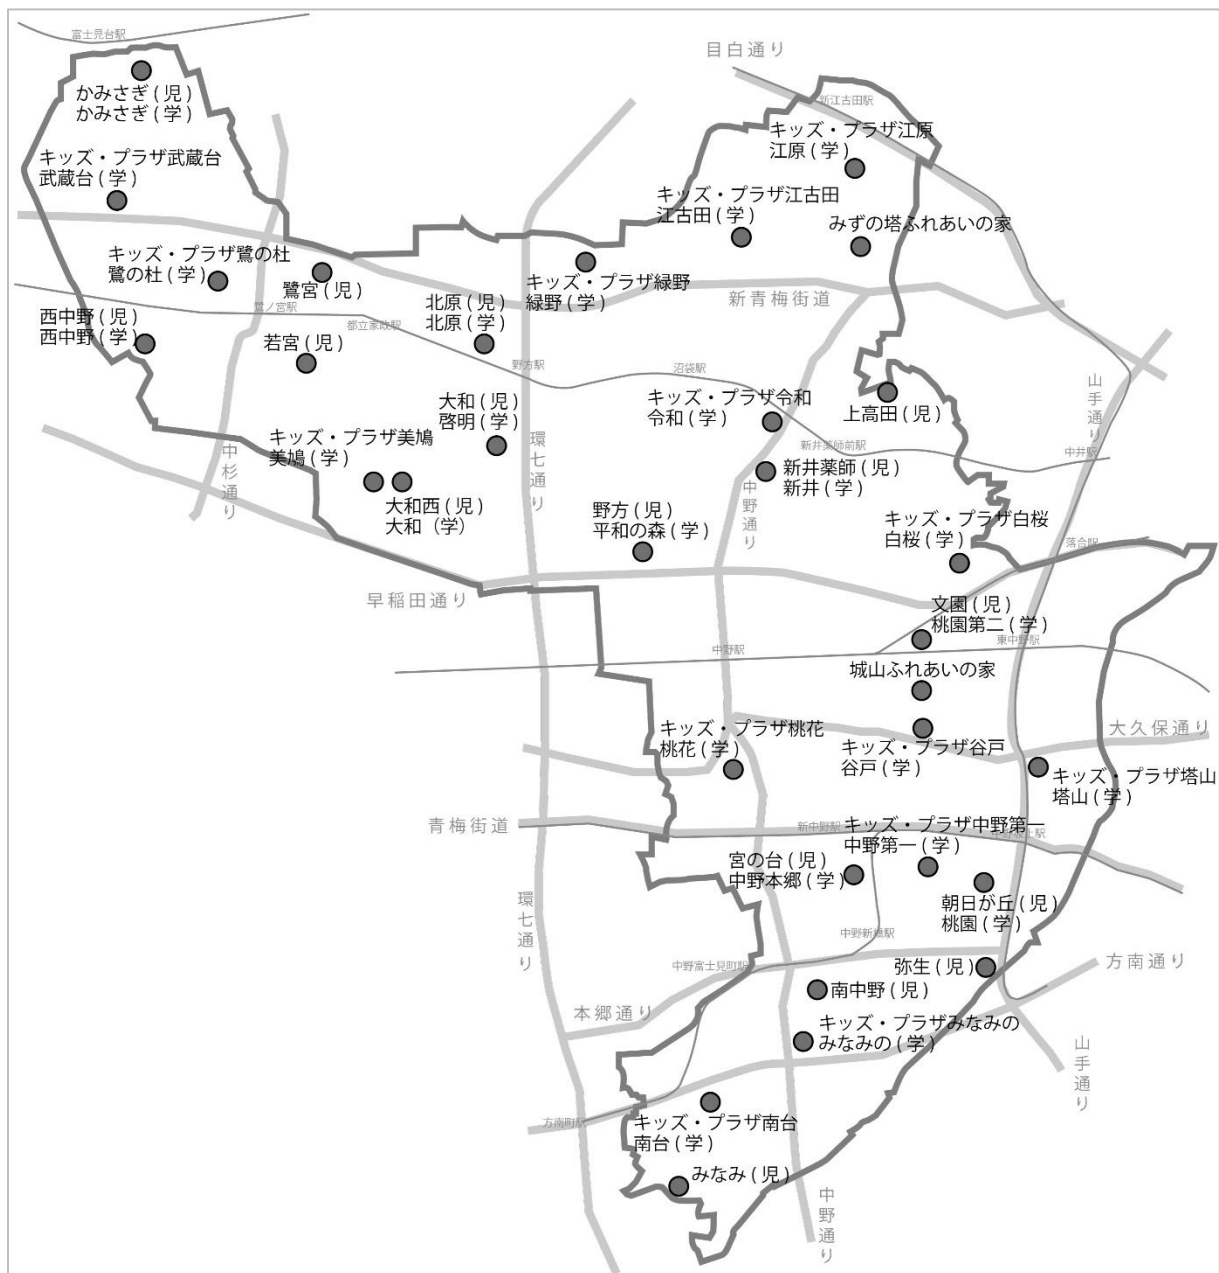 富士見台駅
目白通り
かみさぎ ( 児 )
かみさぎ ( 学 )
新江古田駅
キッズ・プラザ江原
江原 ( 学 )
キッズ・プラザ武蔵台
武蔵台 ( 学 )
キッズ・プラザ江古田
江古田 ( 学 )
みずの塔ふれあいの家
キッズ・プラザ鷺の杜
鷺の杜 ( 学 )
鷺宮 ( 児 )
キッズ・プラザ緑野
緑野 ( 学 )
新青梅街道
北原 ( 児 )
北原 ( 学 )
鷺ノ宮駅
都立家政駅
西中野 ( 児 )
西中野 ( 学 )
若宮 ( 児 )
野方駅
沼袋駅
山手通り
キッズ・プラザ令和
令和 ( 学 )
上高田 ( 児 )
大和 ( 児 )
啓明 ( 学 )
キッズ・プラザ美鳩
美鳩 ( 学 )
環七通り
中杉通り
新井薬師前駅
中井駅
新井薬師 ( 児 )
新井 ( 学 )
中野通り
大和西 ( 児 )
大和 (学)
野方 ( 児 )
平和の森 ( 学 )
キッズ・プラザ白桜
白桜 ( 学 )
落合駅
早稲田通り
文園 ( 児 )
桃園第二 ( 学 )
東中野駅
中野駅
城山ふれあいの家
キッズ・プラザ桃花
桃花 ( 学 )
キッズ・プラザ谷戸
谷戸 ( 学 )
大久保通り
キッズ・プラザ塔山
塔山 ( 学 )
青梅街道
新中野駅
キッズ・プラザ中野第一
中野第一 ( 学 )
宮の台 ( 児 )
中野本郷 ( 学 )
朝日が丘 ( 児 )
桃園 ( 学 )
環七通り
中野新橋駅
中野富士見町駅
弥生 ( 児 )
方南通り
南中野 ( 児 )
本郷通り
キッズ・プラザみなみの
みなみの ( 学 )
山手通り
方南町駅
キッズ・プラザ南台
南台 ( 学 )
みなみ ( 児 )
中野通り